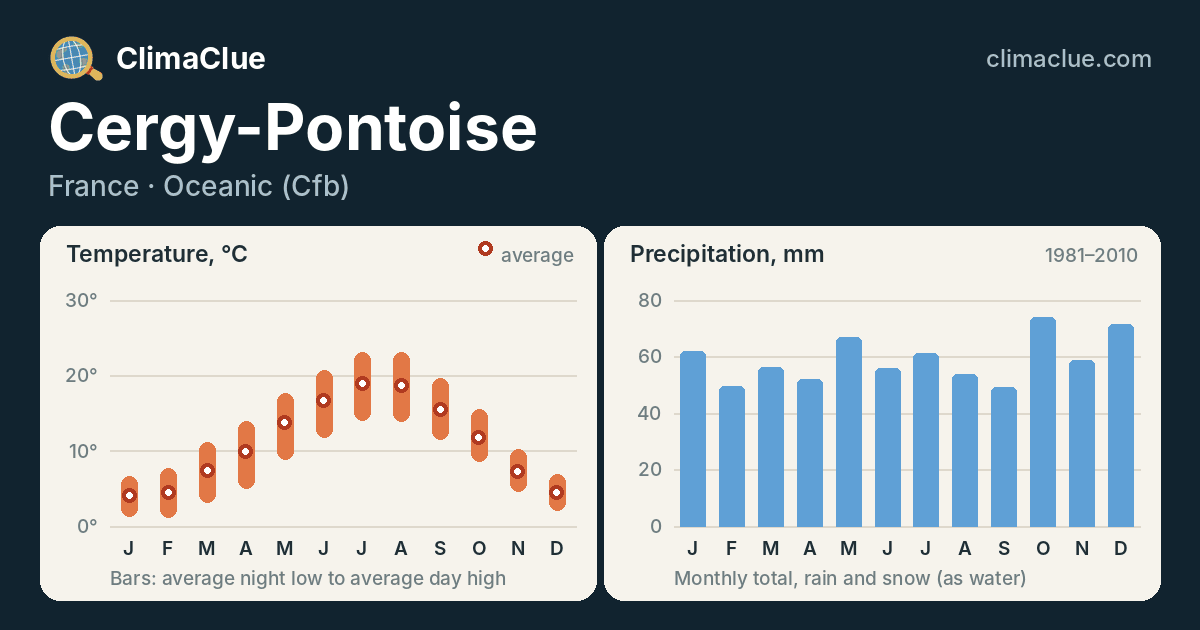 ClimaClue
climaclue.com
Cergy-Pontoise
France · Oceanic (Cfb)
Temperature, °C
average
30°
20°
10°
0°
J F M A M J J A S O N D
Bars: average night low to average day high
Precipitation, mm
1981–2010
80
60
40
20
0
J F M A M J J A S O N D
Monthly total, rain and snow (as water)